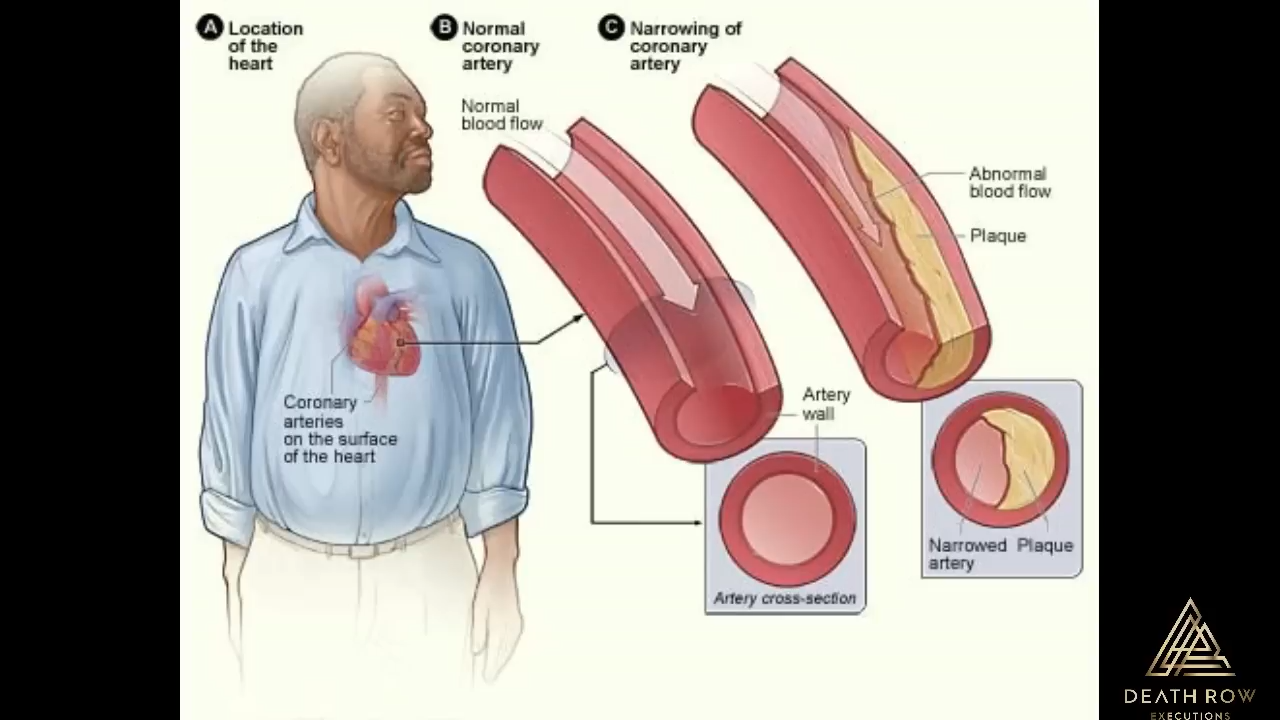 A Location
of the
heart
B Normal
coronary
artery
C Narrowing of
coronary
artery
Normal
blood flow
Abnormal
blood flow
Plaque
Coronary
arteries
on the surface
of the heart
Artery
wall
Artery cross-section
Narrowed
artery
Plaque
DEATH ROW
EXECUTIONS